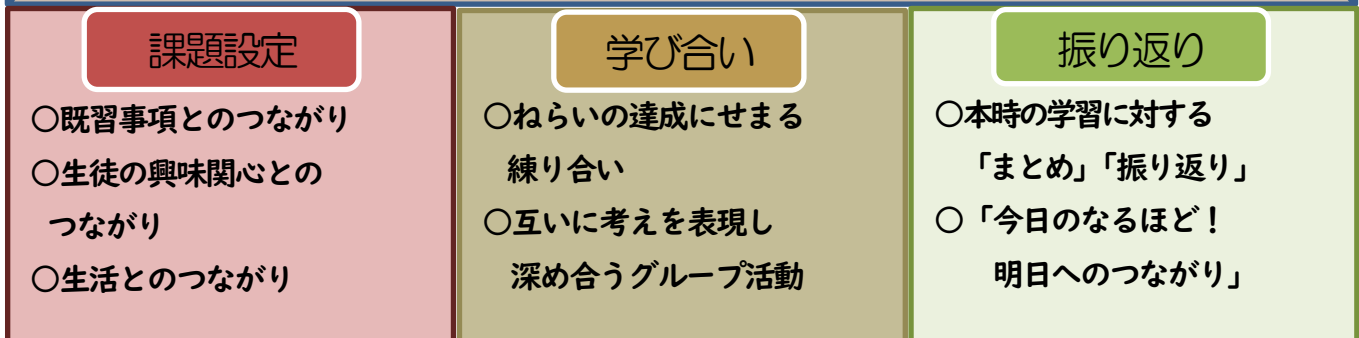 課題設定
○既習事項とのつながり
○生徒の興味関心との
つながり
○生活とのつながり
学び合い
○ねらいの達成にせまる
練り合い
○互いに考えを表現し
深め合うグループ活動
振り返り
○本時の学習に対する
「まとめ」「振り返り」
○「今日のなるほど！
明日へのつながり」